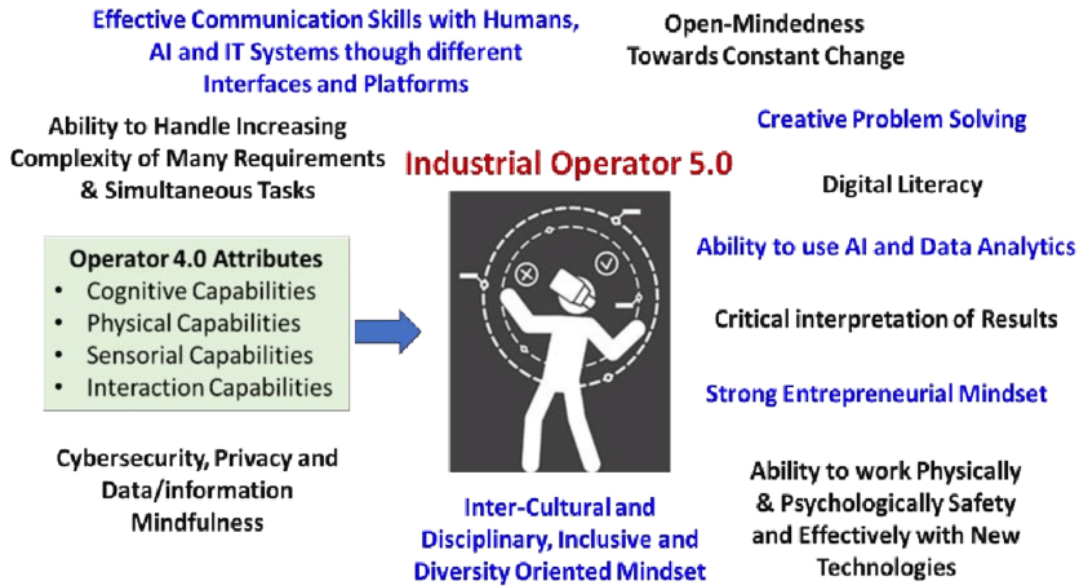 Effective Communication Skills with Humans,
AI and IT Systems though different
Interfaces and Platforms
Open-Mindedness
Towards Constant Change
Ability to Handle Increasing
Complexity of Many Requirements
& Simultaneous Tasks
Industrial Operator 5.0
Creative Problem Solving
Digital Literacy
Operator 4.0 Attributes
• Cognitive Capabilities
• Physical Capabilities
• Sensorial Capabilities
• Interaction Capabilities
Ability to use AI and Data Analytics
Critical interpretation of Results
Strong Entrepreneurial Mindset
Cybersecurity, Privacy and
Data/information
Mindfulness
Inter-Cultural and
Disciplinary, Inclusive and
Diversity Oriented Mindset
Ability to work Physically
& Psychologically Safety
and Effectively with New
Technologies